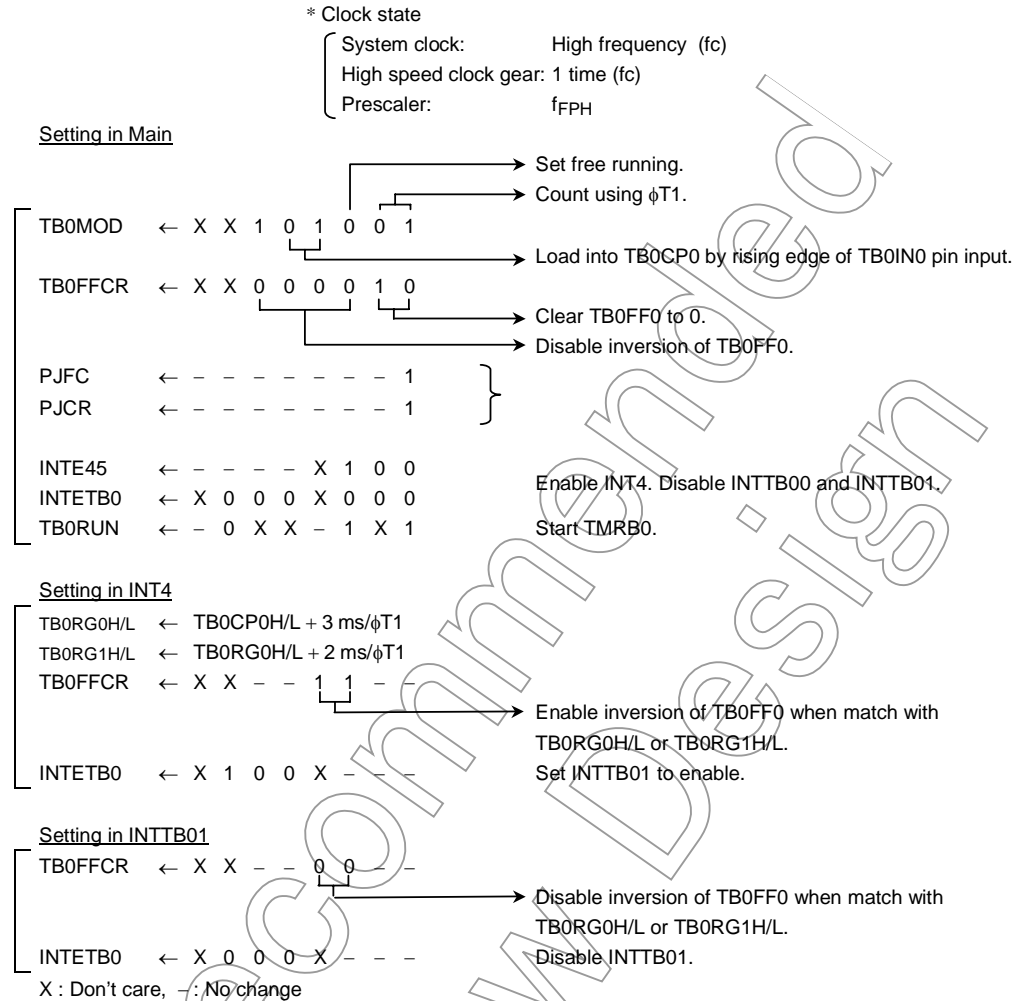 * Clock state
System clock: High frequency (fc)
High speed clock gear: 1 time (fc)
Prescaler: fFPH
Setting in Main
Set free running.
Count using φT1.
TB0MOD ← X X 1 0 1 0 0 1
Load into TB0CP0 by rising edge of TB0IN0 pin input.
TB0FFCR ← X X 0 0 0 0 1 0
Clear TB0FF0 to 0.
Disable inversion of TB0FF0.
PJFC ← − − − − − − − 1
PJCR ← − − − − − − − 1
INTE45 ← − − − − X 1 0 0
Enable INT4. Disable INTTB00 and INTTB01.
INTETB0 ← X 0 0 0 X 0 0 0
TB0RUN ← − 0 X X − 1 X 1 Start TMRB0.
Setting in INT4
TB0RG0H/L ← TB0CP0H/L + 3 ms/φT1
TB0RG1H/L ← TB0RG0H/L + 2 ms/φT1
TB0FFCR ← X X − − 1 1 − −
Enable inversion of TB0FF0 when match with
TB0RG0H/L or TB0RG1H/L.
INTETB0 ← X 1 0 0 X − − − Set INTTB01 to enable.
Setting in INTTB01
TB0FFCR ← X X − − 0 0 − −
Disable inversion of TB0FF0 when match with
TB0RG0H/L or TB0RG1H/L.
INTETB0 ← X 0 0 0 X − − − Disable INTTB01.
X : Don't care, − : No change
ecommended
w Design